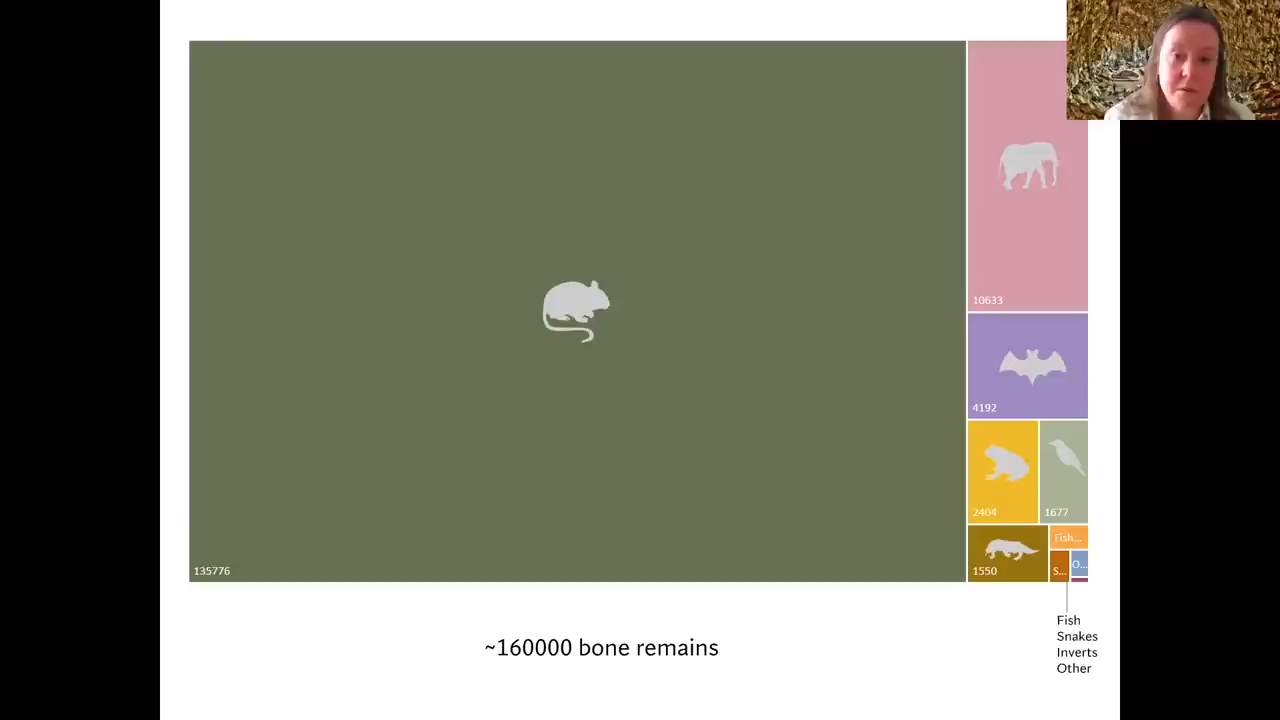 10633
4192
2404
1677
Fish...
135776
1550
S...
O...
~160000 bone remains
Fish
Snakes
Inverts
Other